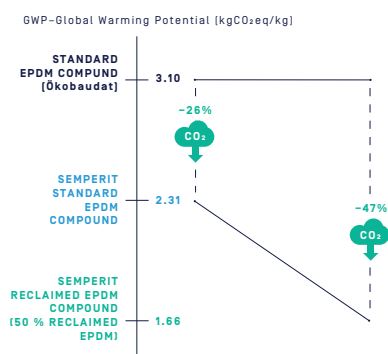 GWP-Global Warming Potential [kgCO₂eq/kg]
STANDARD
EPDM COMPUND
[Ökobaudat]
3.10
-26%
CO₂
SEMPERIT
STANDARD
EPDM
COMPOUND
2.31
-47%
CO₂
SEMPERIT
RECLAIMED EPDM
COMPOUND
[50 % RECLAIMED
EPDM]
1.66